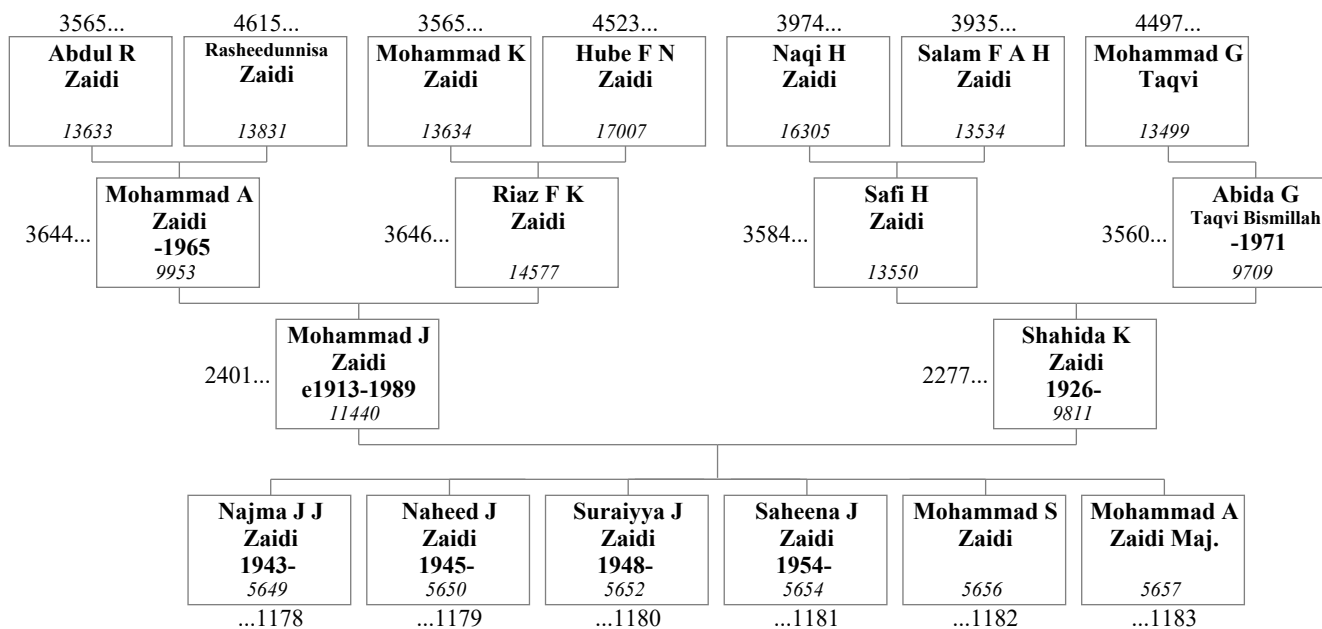 3565... 4615... 3565... 4523... 3974... 3935... 4497...
Abdul R Rasheedunnisa Mohammad K Hube F N Naqi H Salam F A H Mohammad G
Zaidi Zaidi Zaidi Zaidi Zaidi Zaidi Taqvi
13633 13831 13634 17007 16305 13534 13499
Mohammad A Riaz F K Safi H Abida G
Zaidi Zaidi Zaidi Taqvi Bismillah
3644... -1965 3646... 3584... 3560... -1971
9953 14577 13550 9709
Mohammad J Shahida K
Zaidi Zaidi
2401... e1913-1989 2277... 1926-
11440 9811
Najma J J Naheed J Suraiyya J Saheena J Mohammad S Mohammad A
Zaidi Zaidi Zaidi Zaidi Zaidi Zaidi Maj.
1943- 1945- 1948- 1954-
5649 5650 5652 5654 5656 5657
...1178 ...1179 ...1180 ...1181 ...1182 ...1183